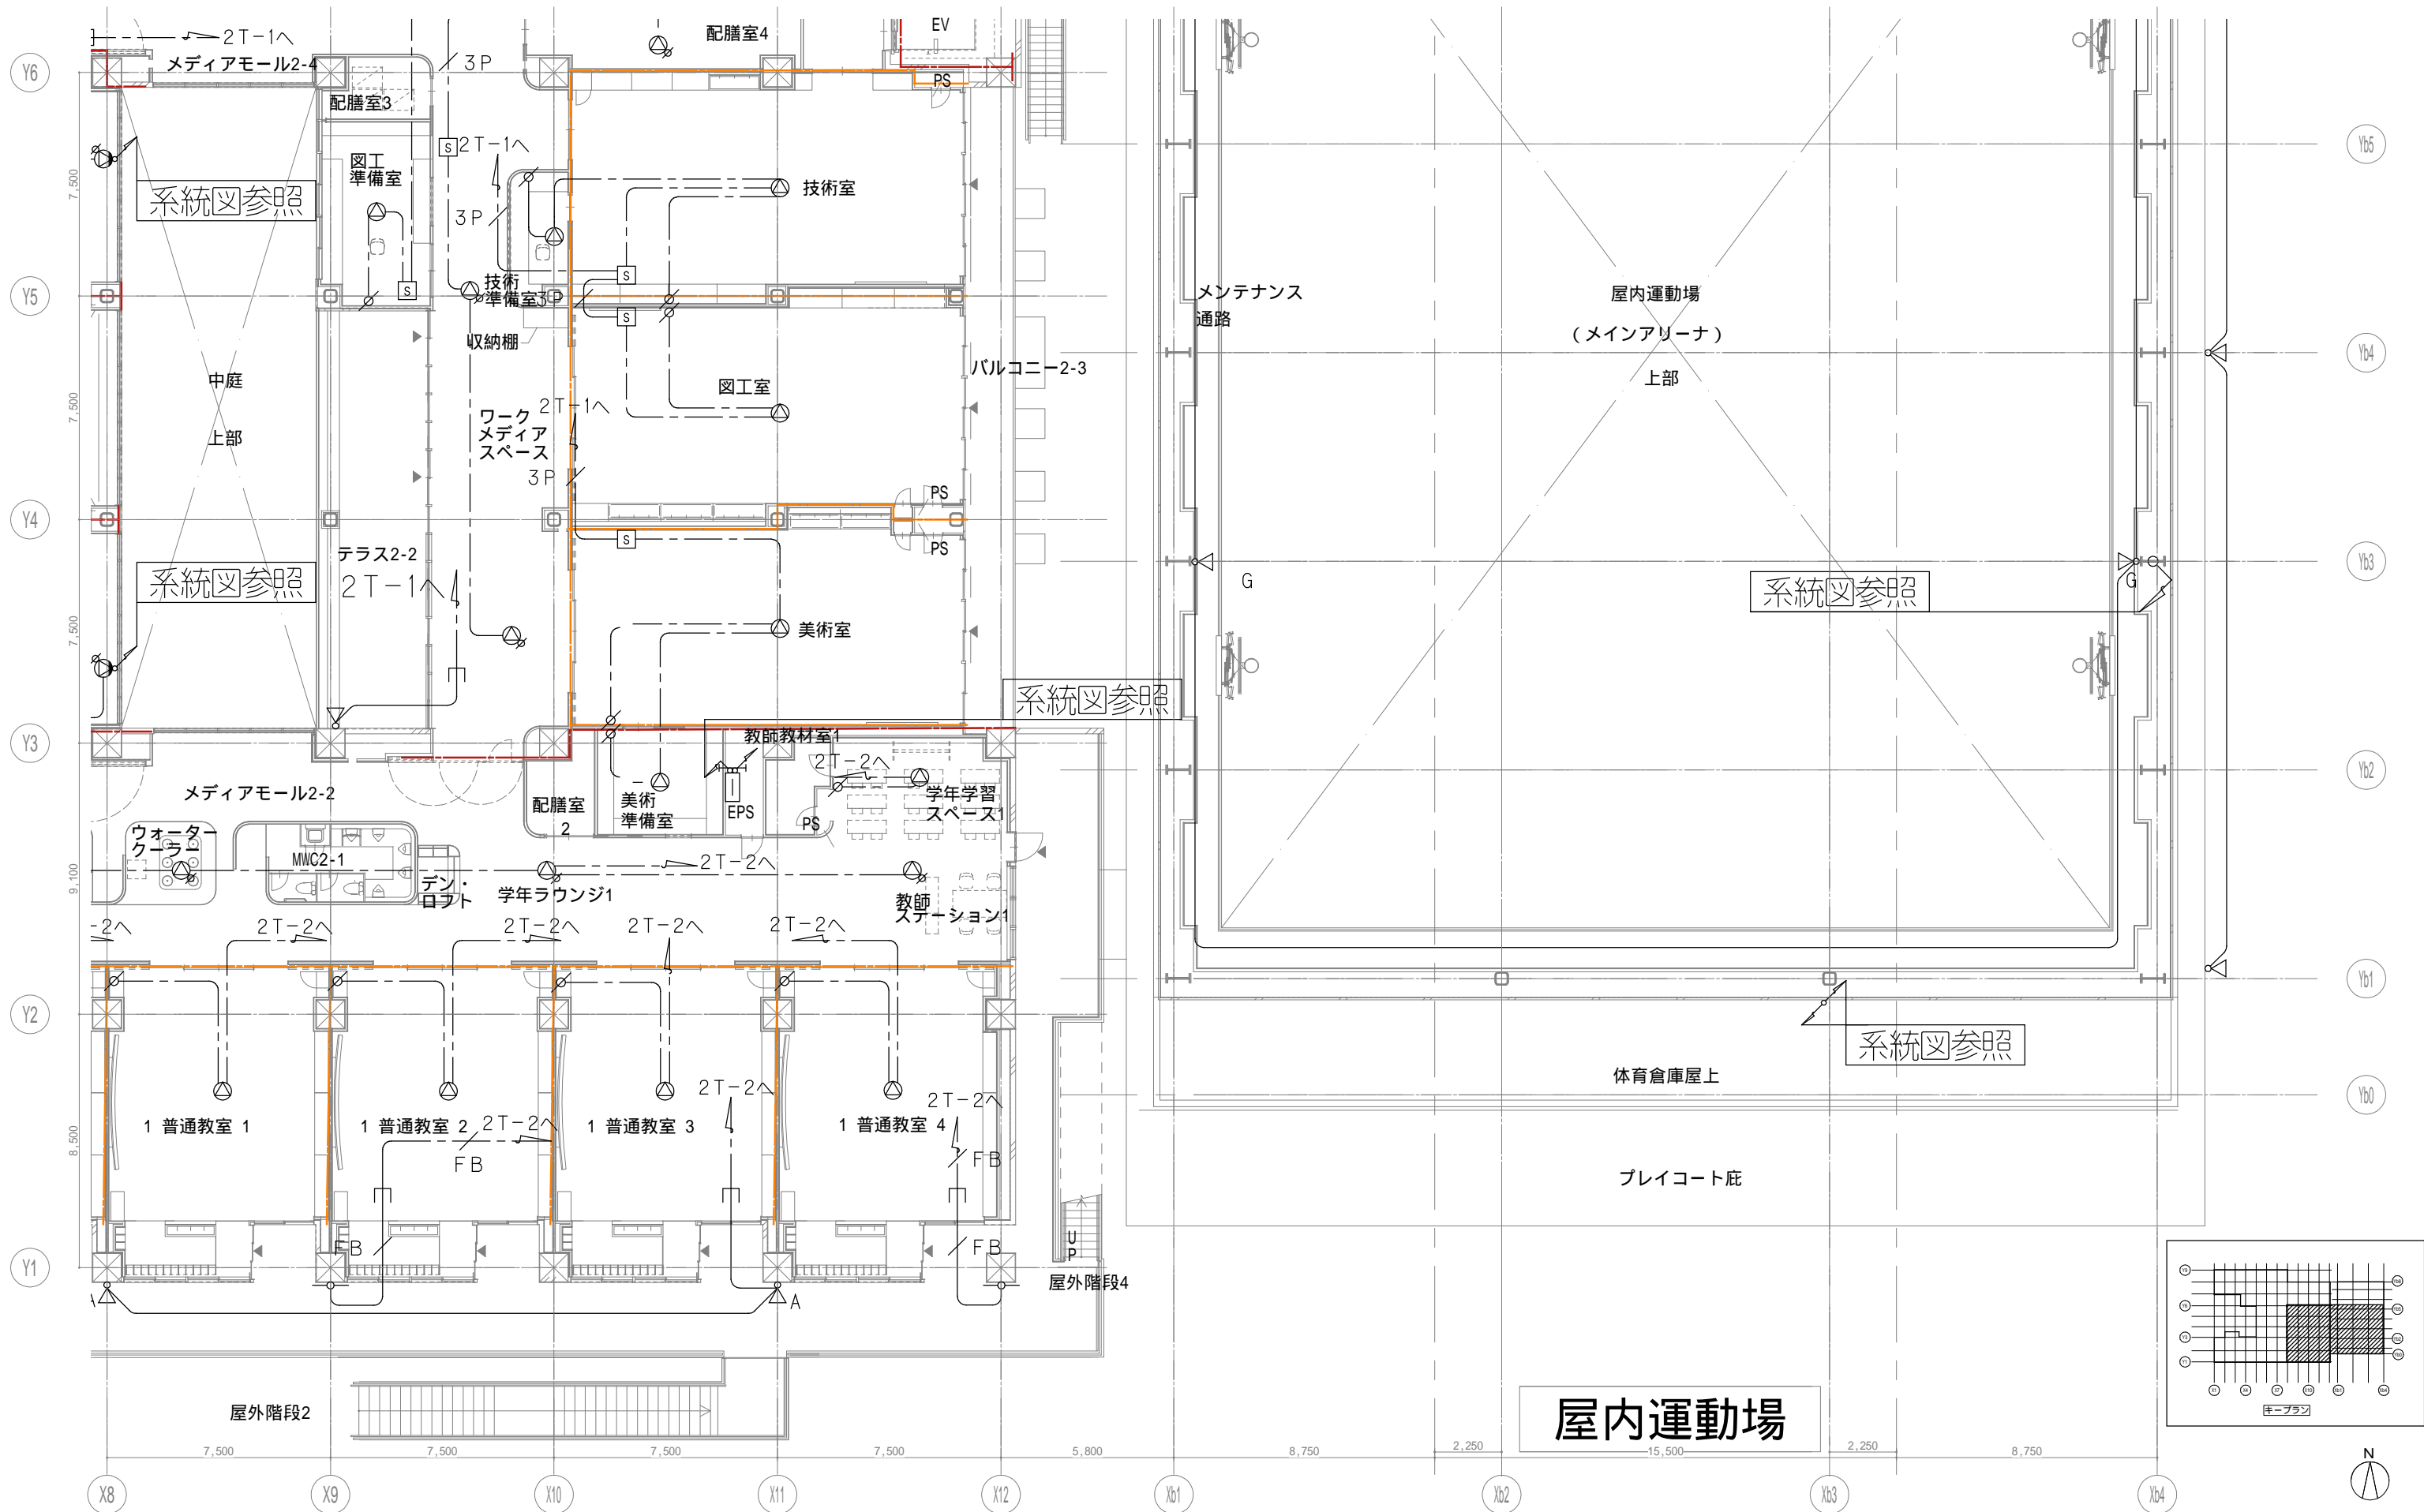 2T-1へ
配膳室4
EV
Y6
メディアモール2-4
3P
PS
配膳室3
Yb5
S
2T-1へ
図工
準備室
技術室
系統図参照
3P
7,500
S
S
Y5
技術
準備室3
メンテナンス
通路
屋内運動場
(メインアリーナ)
上部
S
収納棚
Yb4
バルコニー2-3
中庭
上部
図工室
7,500
2T-1へ
ワーク
メディア
スペース
3P
PS
Y4
S
PS
テラス2-2
Yb3
系統図参照
2T-1へ
G
G
系統図参照
7,500
美術室
系統図参照
Y3
教師教材室1
2T-2へ
Yb2
メディアモール2-2
配膳室
2
美術
準備室
EPS
PS
学年学習
スペース1
ウォーター
クーラー
MWC2-1
2T-2へ
9,100
デン・
ロフト
学年ラウンジ1
教師
ステーション1
-2へ
2T-2へ
2T-2へ
2T-2へ
2T-2へ
Yb1
Y2
系統図参照
体育倉庫屋上
2T-2へ
2T-2へ
Yb0
1 普通教室 1
1 普通教室 2
2T-2へ
1 普通教室 3
1 普通教室 4
8,500
FB
FB
プレイコート庇
FB
FB
UP
Y1
屋外階段4
A
A
屋外階段2
屋内運動場
キープラン
7,500
7,500
7,500
7,500
5,800
8,750
2,250
15,500
2,250
8,750
N
X8
X9
X10
X11
X12
Xb1
Xb2
Xb3
Xb4